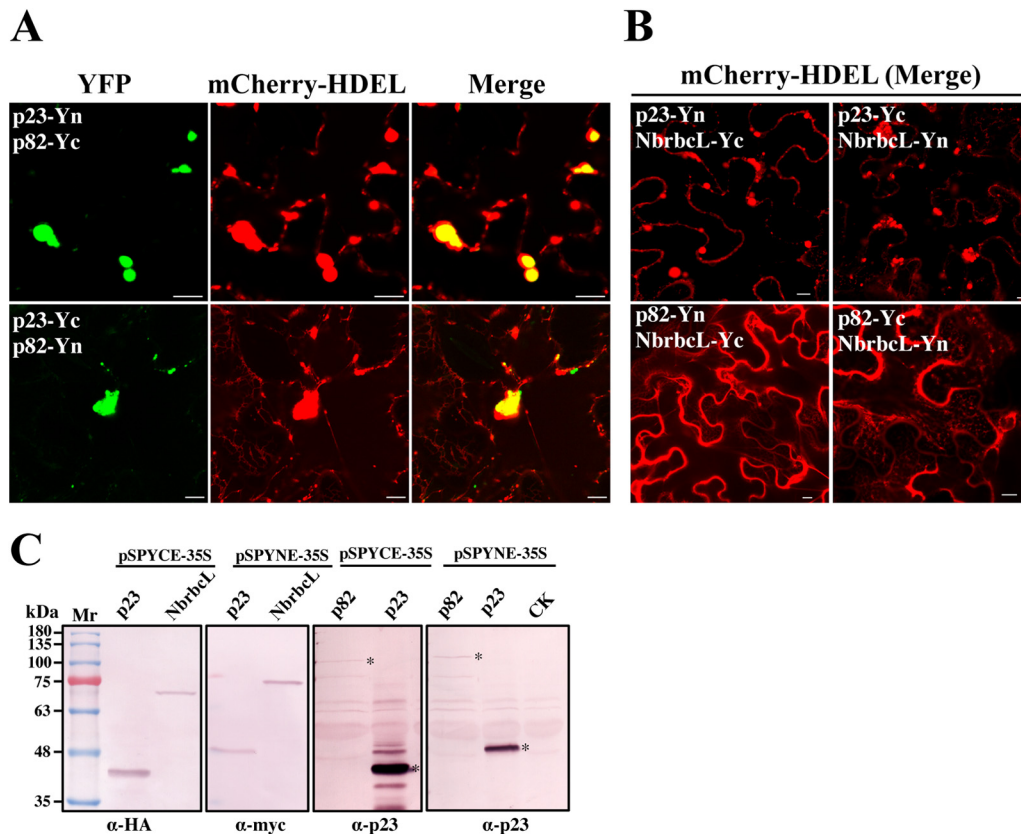 A
YFP
mCherry-HDEL
Merge
p23-Yn
p82-Yc
p23-Yc
p82-Yn
B
mCherry-HDEL (Merge)
p23-Yn
NbrbcL-Yc
p23-Yc
NbrbcL-Yn
p82-Yn
NbrbcL-Yc
p82-Yc
NbrbcL-Yn
C
pSPYCE-35S
pSPYNE-35S
pSPYCE-35S
pSPYNE-35S
kDa
Mr
p23
NbrbcL
p23
NbrbcL
p82
p23
p82
p23
CK
180
135
100
75
63
48
35
*
*
*
*
α-HA
α-myc
α-p23
α-p23